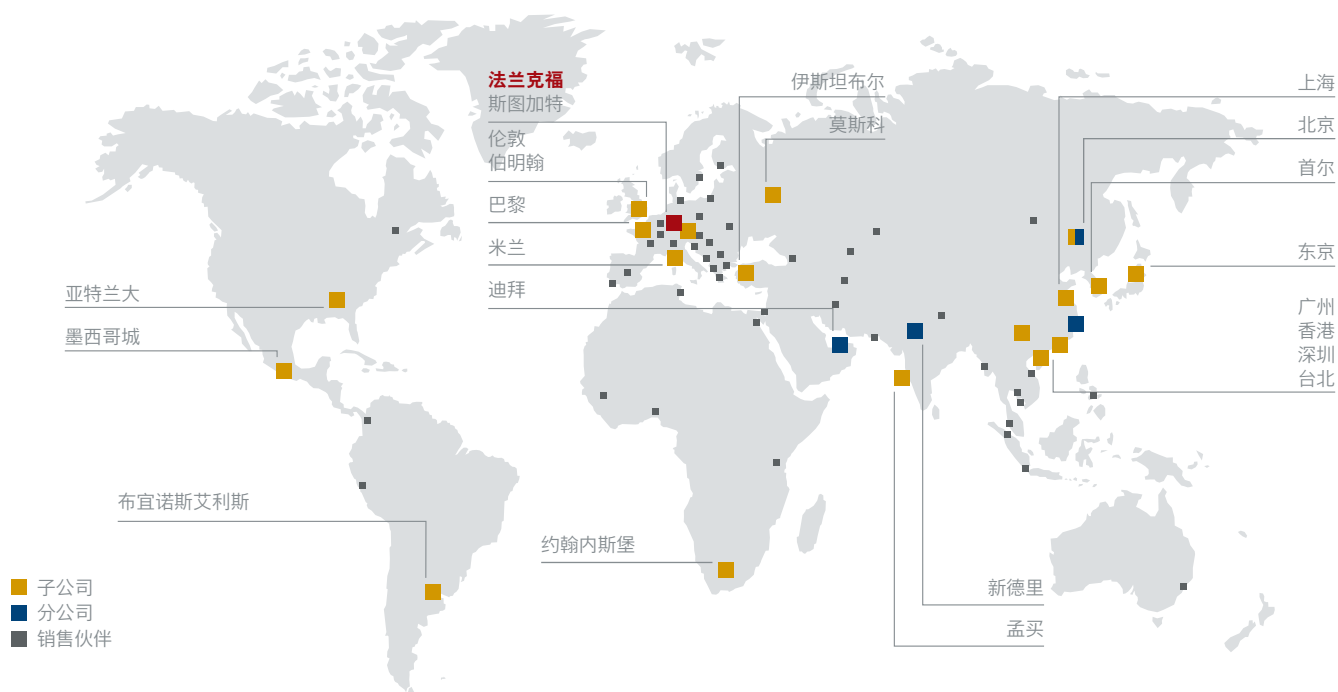 法兰克福
斯图加特
伦敦
伯明翰
巴黎
米兰
迪拜
伊斯坦布尔
莫斯科
上海
北京
首尔
东京
广州
香港
深圳
台北
亚特兰大
墨西哥城
布宜诺斯艾利斯
约翰内斯堡
新德里
孟买
子公司
分公司
销售伙伴